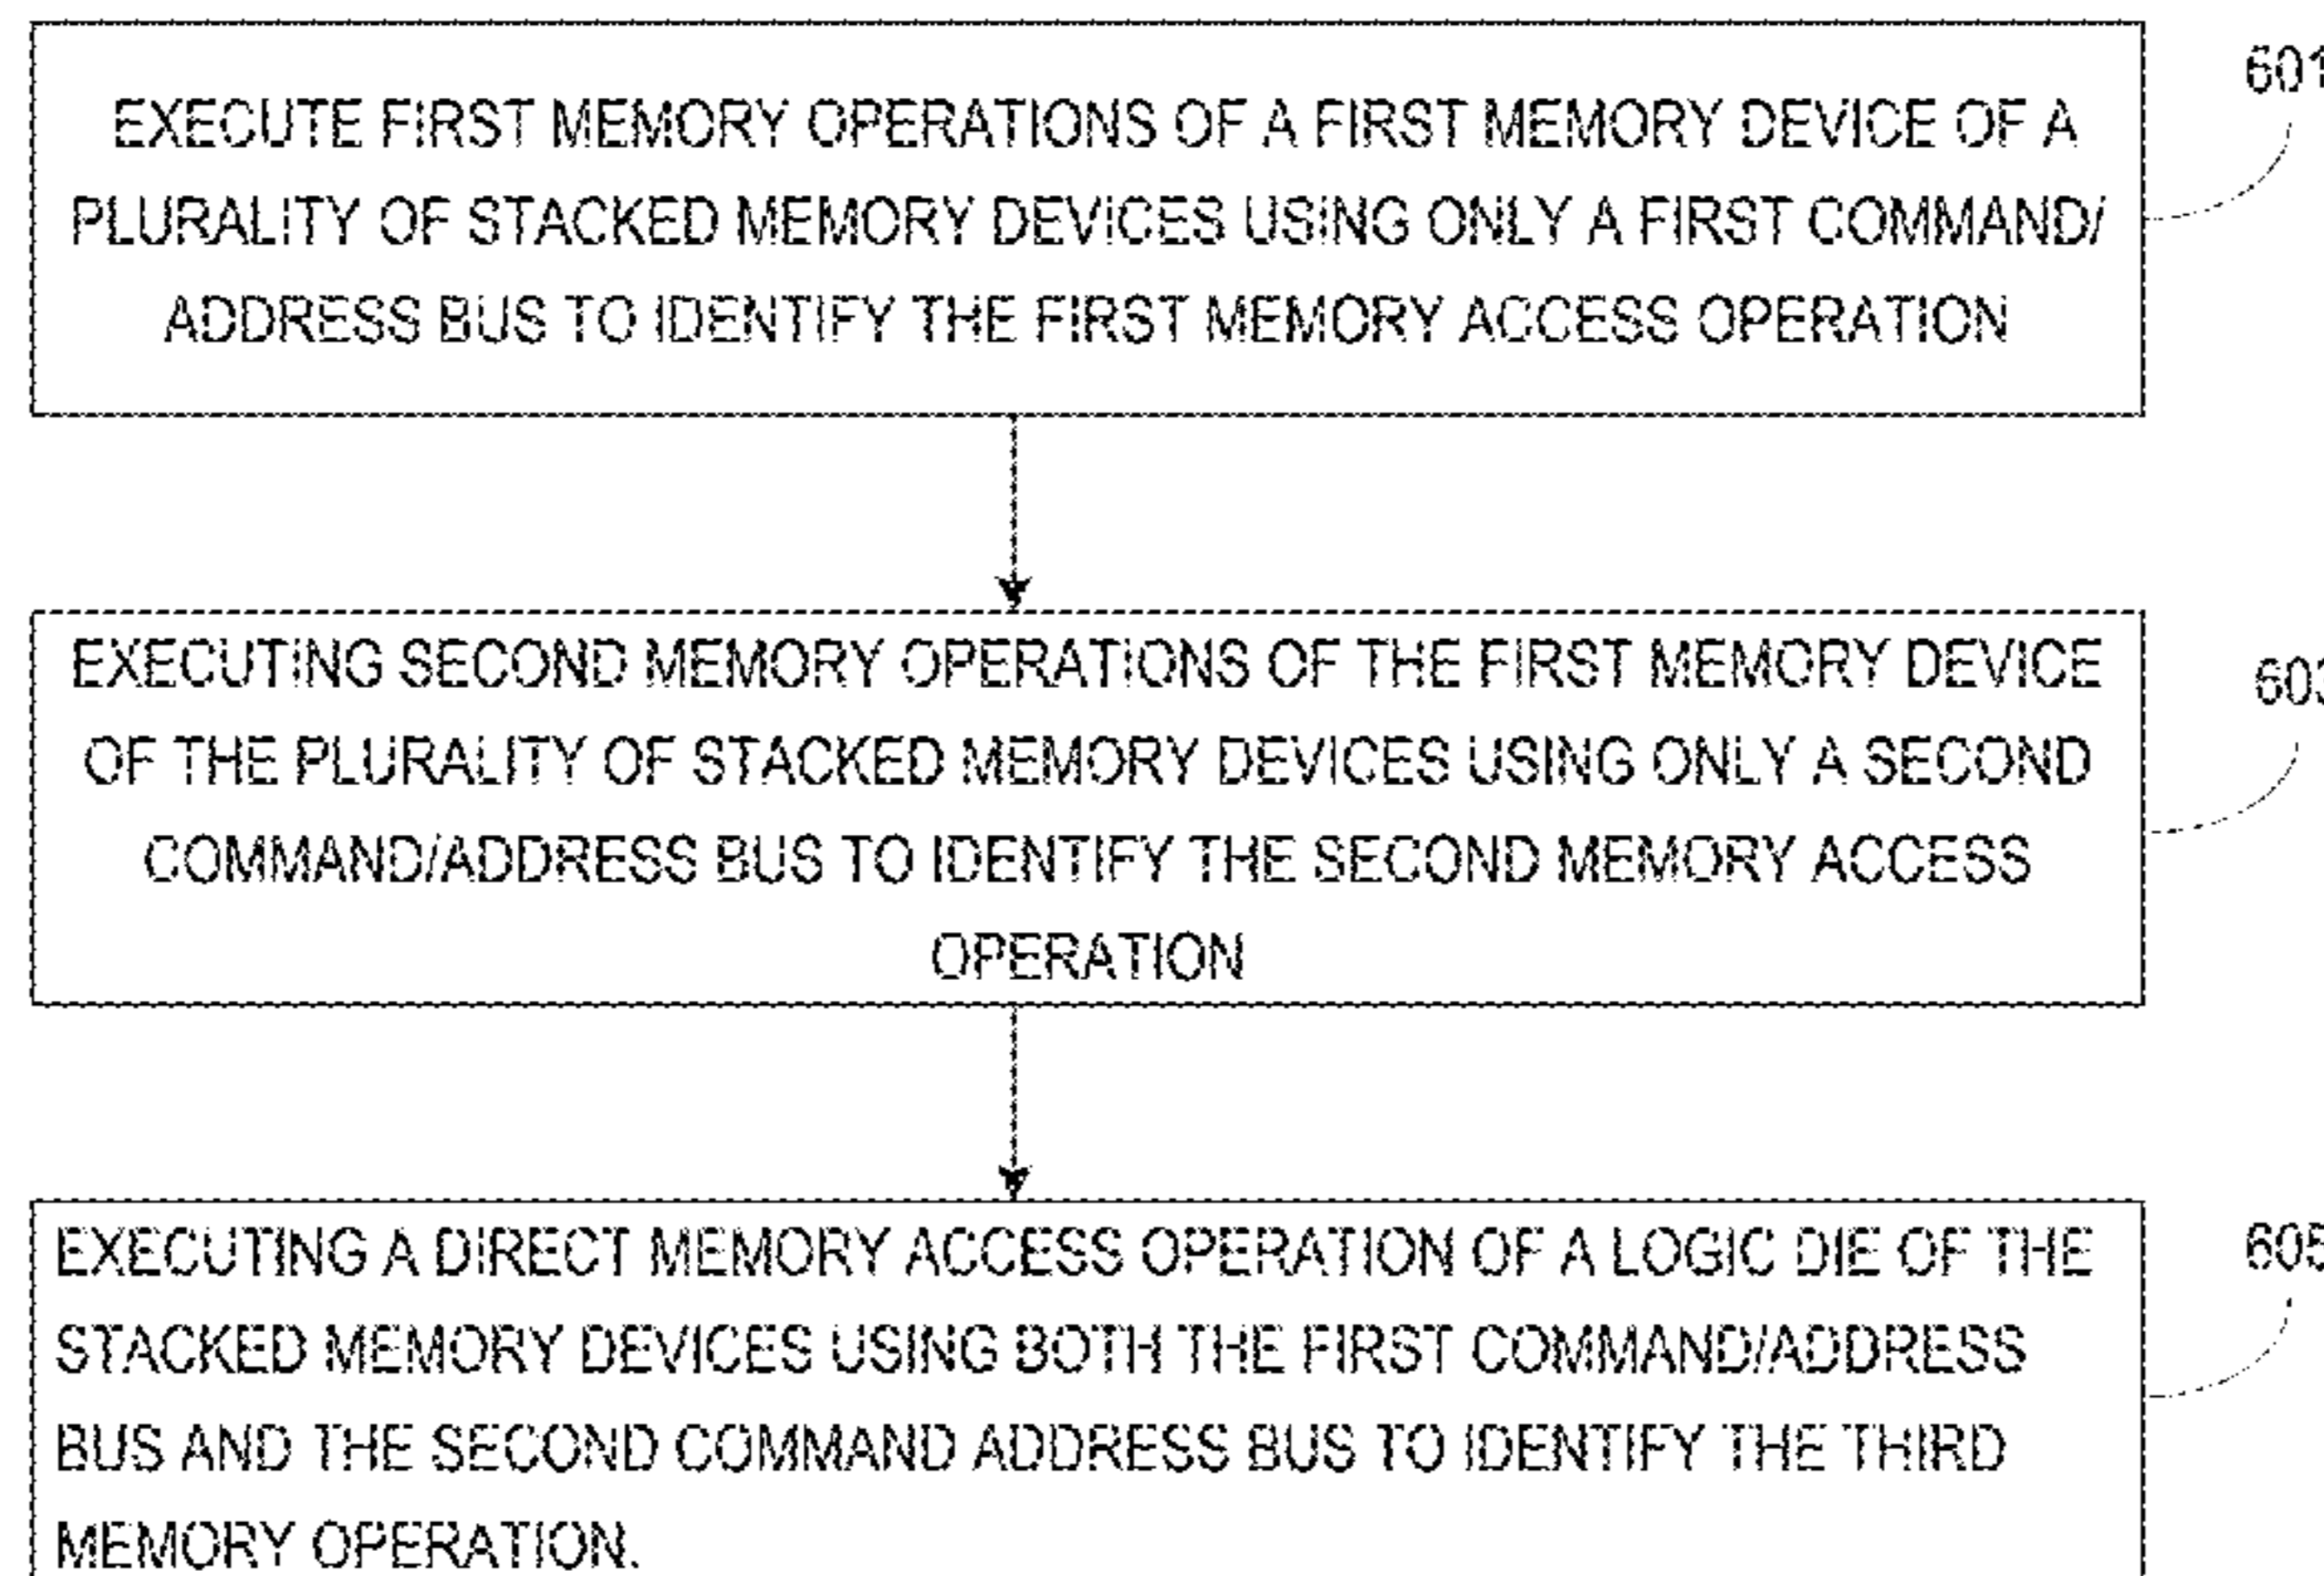 EXECUTE FIRST MEMORY OPERATIONS OF A FIRST MEMORY DEVICE OF A
PLURALITY OF STACKED MEMORY DEVICES USING ONLY A FIRST COMMAND/
ADDRESS BUS TO IDENTIFY THE FIRST MEMORY ACCESS OPERATION
601
EXECUTING SECOND MEMORY OPERATIONS OF THE FIRST MEMORY DEVICE
OF THE PLURALITY OF STACKED MEMORY DEVICES USING ONLY A SECOND
COMMAND/ADDRESS BUS TO IDENTIFY THE SECOND MEMORY ACCESS
OPERATION
603
EXECUTING A DIRECT MEMORY ACCESS OPERATION OF A LOGIC DIE OF THE
STACKED MEMORY DEVICES USING BOTH THE FIRST COMMAND/ADDRESS
BUS AND THE SECOND COMMAND ADDRESS BUS TO IDENTIFY THE THIRD
MEMORY OPERATION.
605